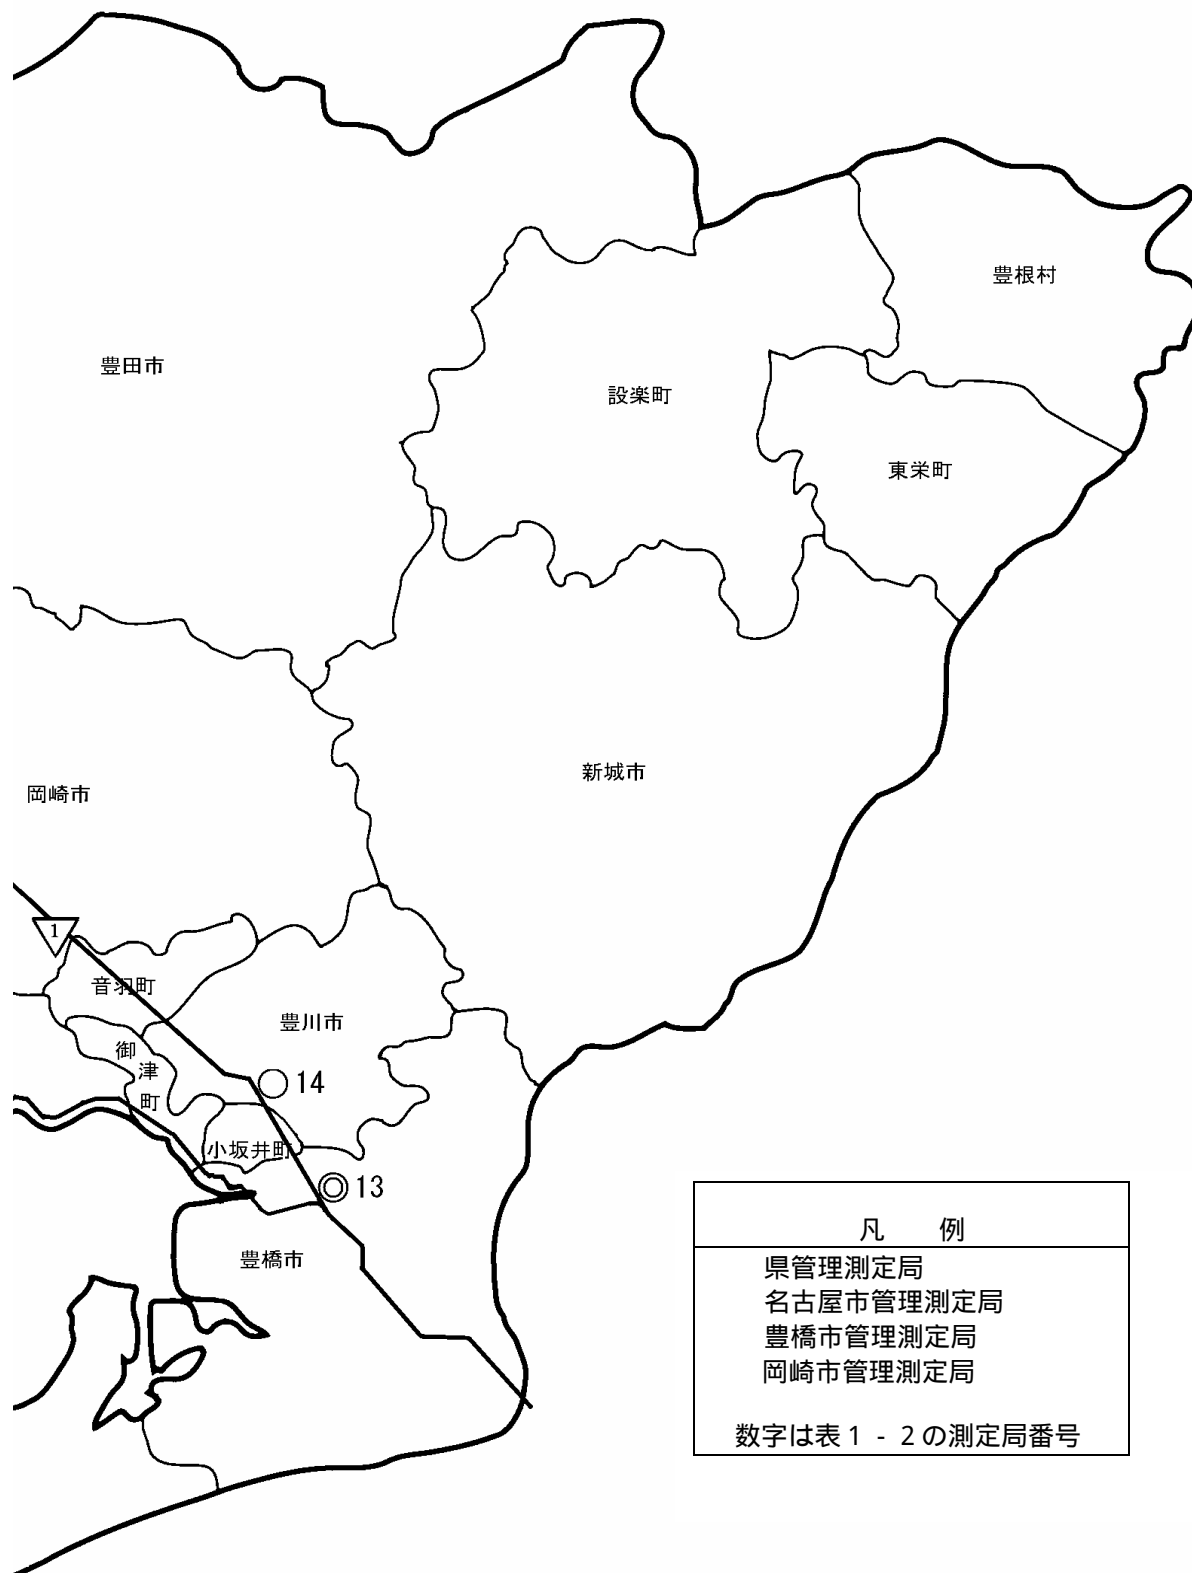 豊根村
豊田市
設楽町
東栄町
新城市
岡崎市
1
音羽町
豊川市
御
津
町
14
小坂井町
13
豊橋市
凡　例
県管理測定局
名古屋市管理測定局
豊橋市管理測定局
岡崎市管理測定局
数字は表１-２の測定局番号